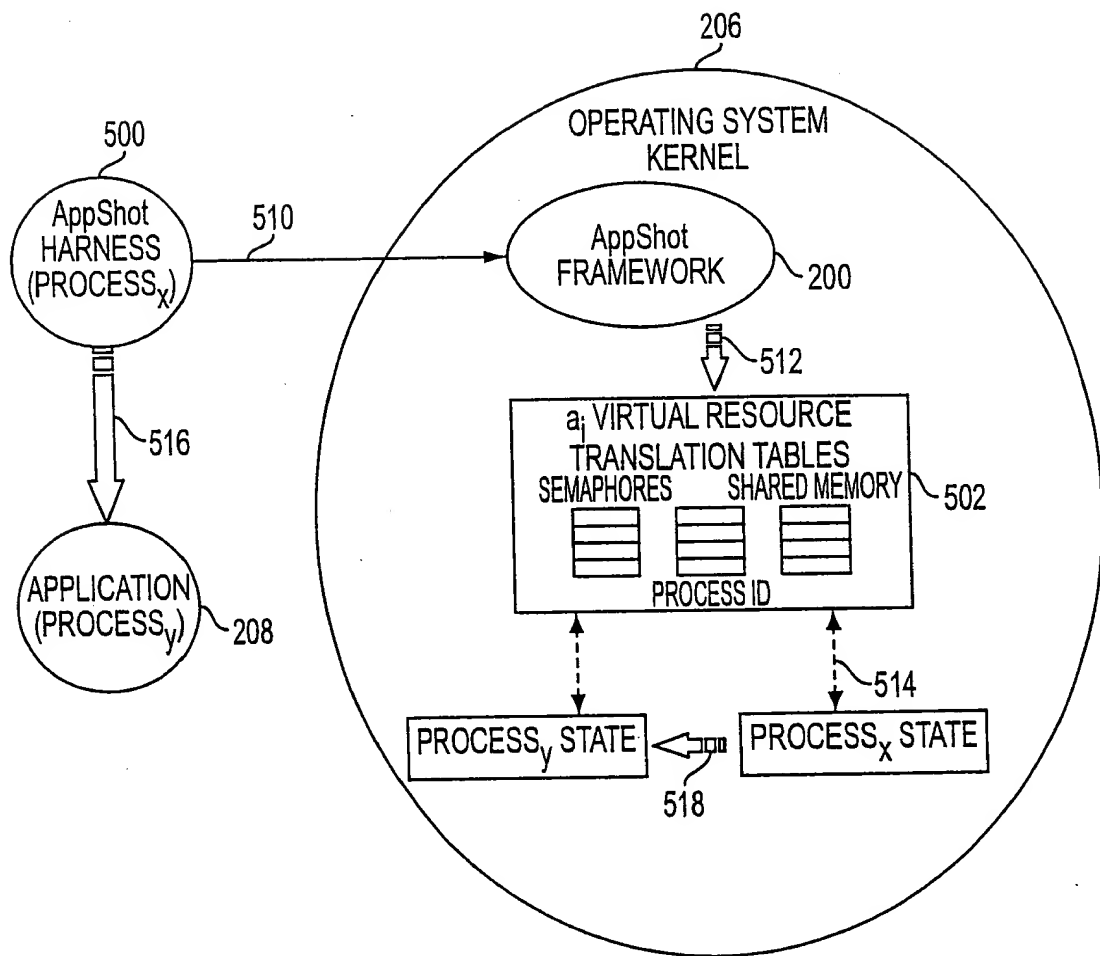 206
OPERATING SYSTEM
KERNEL
500
AppShot
HARNESS
(PROCESSx)
510
AppShot
FRAMEWORK
200
512
516
ai VIRTUAL RESOURCE
TRANSLATION TABLES
SEMAPHORES SHARED MEMORY
502
PROCESS ID
APPLICATION
(PROCESSy)
208
514
PROCESSy STATE
PROCESSx STATE
518